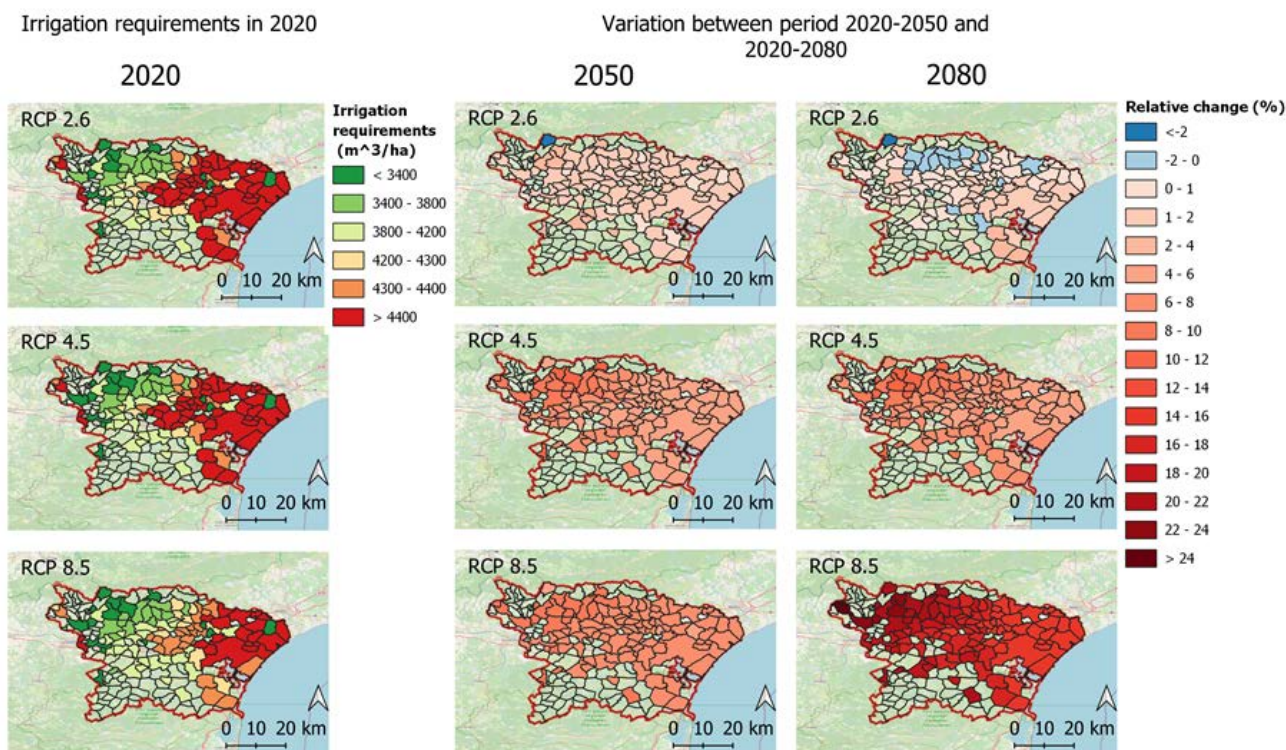 Irrigation requirements in 2020
Variation between period 2020-2050 and
2020-2080
2020
2050
2080
RCP 2.6
Irrigation
requirements
(m^3/ha)
< 3400
3400 - 3800
3800 - 4200
4200 - 4300
4300 - 4400
> 4400
0 10 20 km
RCP 2.6
0 10 20 km
RCP 2.6
0 10 20 km
Relative change (%)
<-2
-2 - 0
0 - 1
1 - 2
2 - 4
4 - 6
6 - 8
8 - 10
10 - 12
12 - 14
14 - 16
16 - 18
18 - 20
20 - 22
22 - 24
> 24
RCP 4.5
0 10 20 km
RCP 4.5
0 10 20 km
RCP 4.5
0 10 20 km
RCP 8.5
0 10 20 km
RCP 8.5
0 10 20 km
RCP 8.5
0 10 20 km